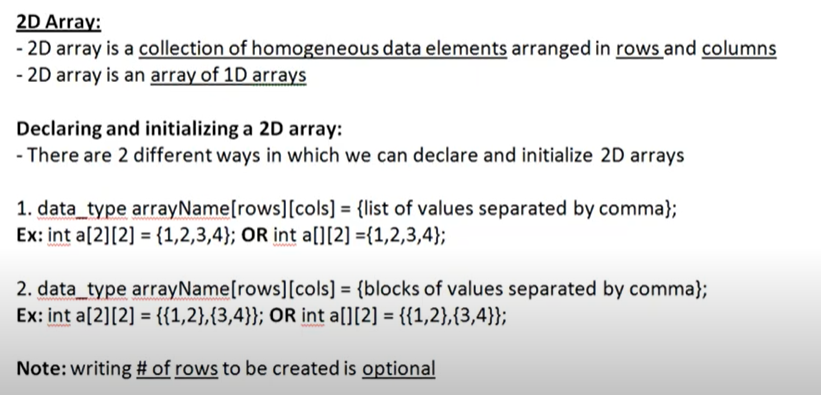 2D Array:
- 2D array is a collection of homogeneous data elements arranged in rows and columns
- 2D array is an array of 1D arrays
Declaring and initializing a 2D array:
- There are 2 different ways in which we can declare and initialize 2D arrays
1. data_type arrayName[rows][cols] = {list of values separated by comma};
Ex: int a[2][2] = {1,2,3,4}; OR int a[][2] ={1,2,3,4};
2. data_type arrayName[rows][cols] = {blocks of values separated by comma};
Ex: int a[2][2] = {{1,2},{3,4}}; OR int a[][2] = {{1,2},{3,4}};
Note: writing # of rows to be created is optional